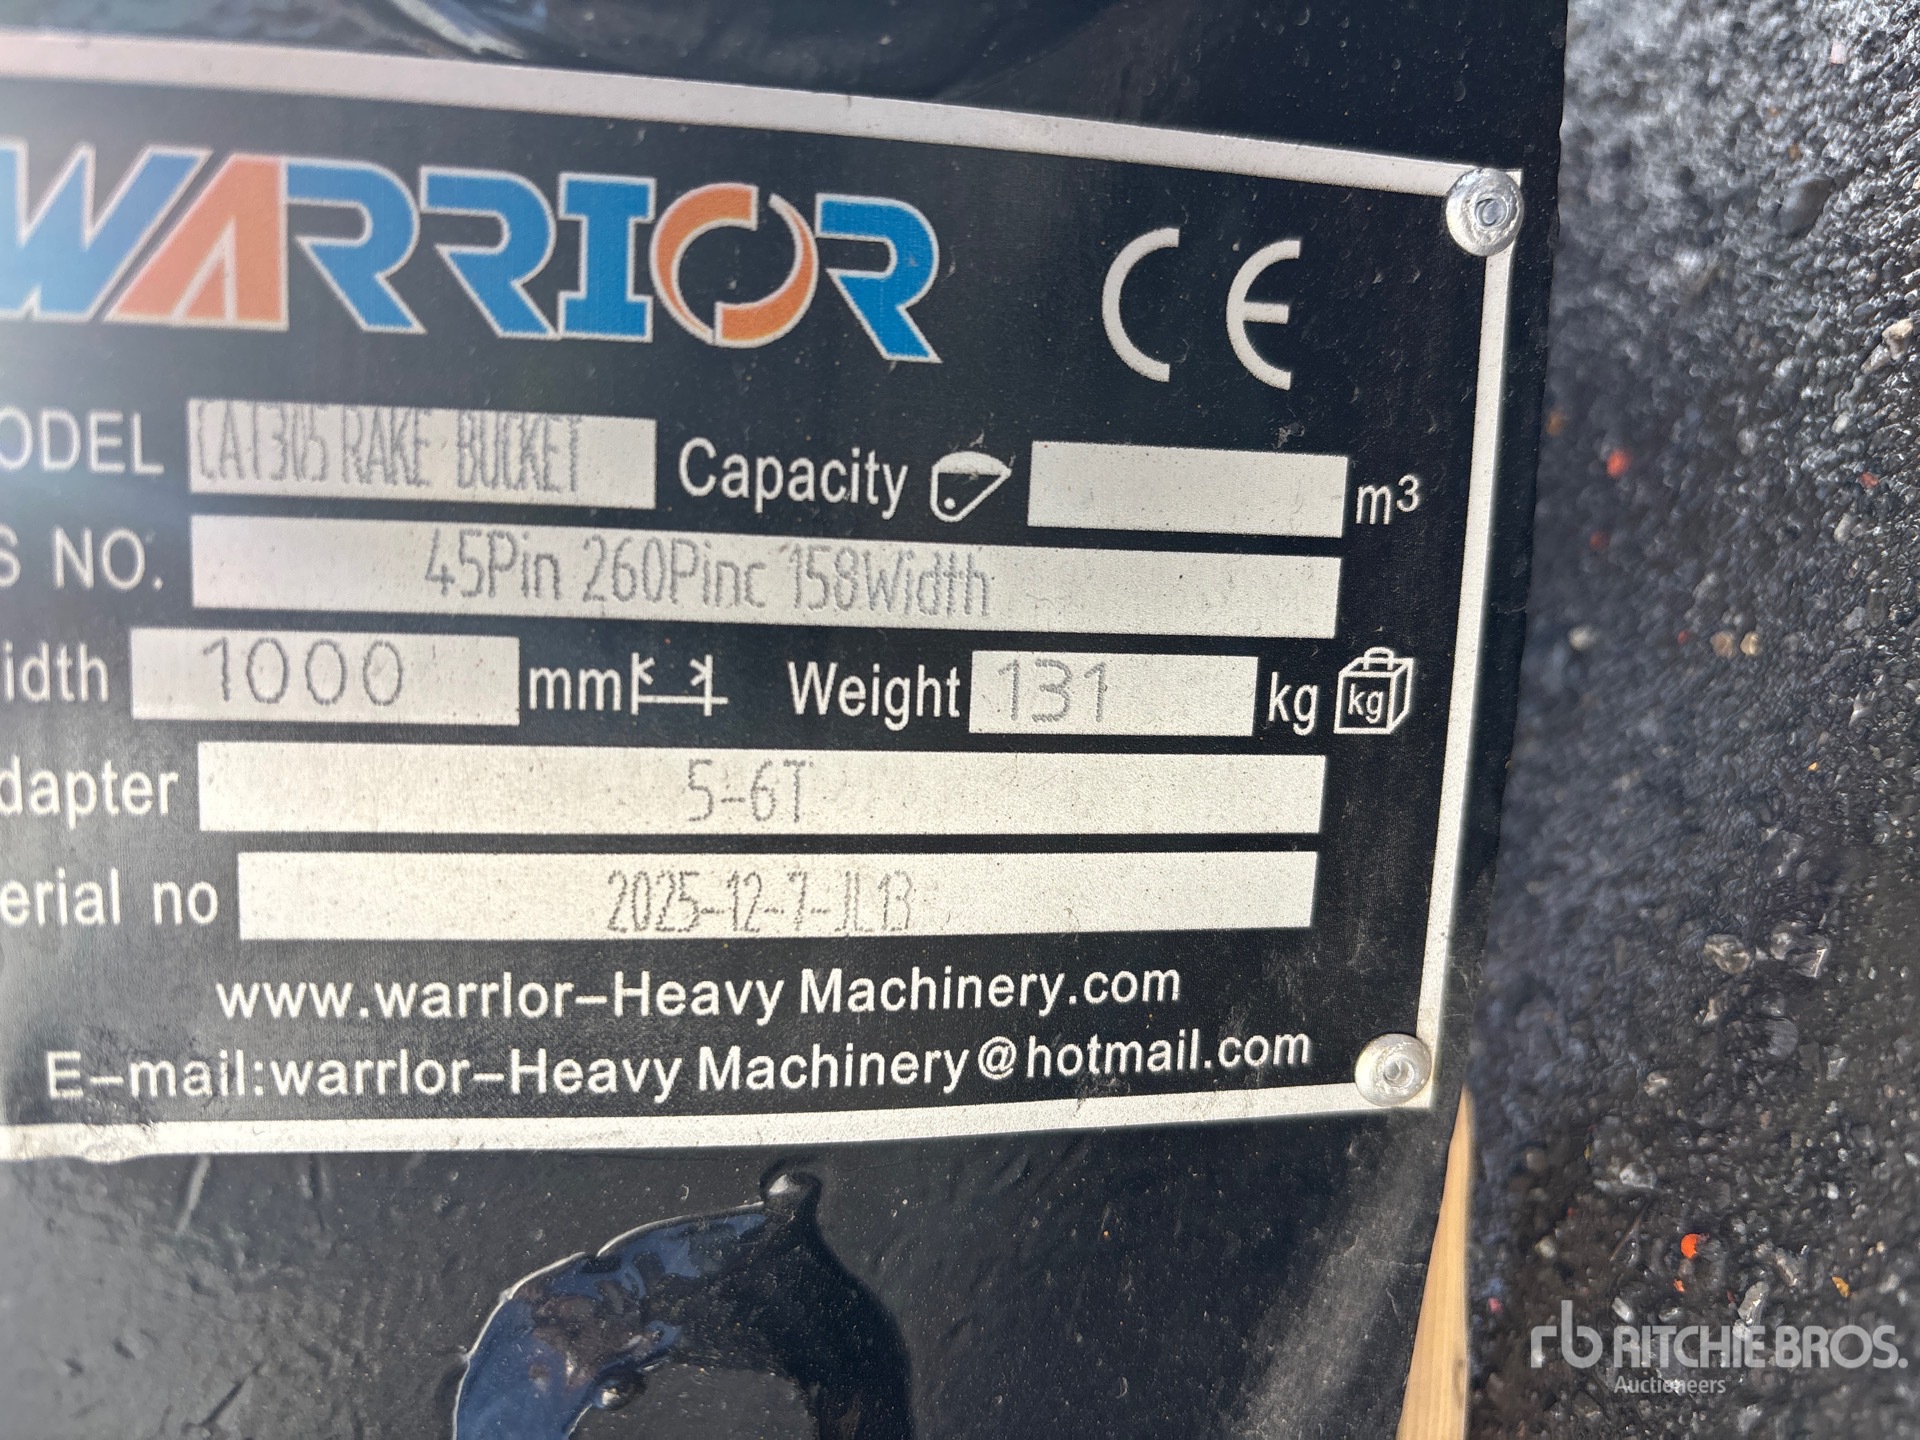 WARRIOR CE
ODEL CAT305 RAKE BUCKET Capacity m³
S NO. 45Pin 260Pinc 158Width
idth 1000 mm Weight 131 kg kg
dapter 5-6T
erial no 2025-12-7-JL13
www.warrlor-Heavy Machinery.com
E-mail:warrlor-Heavy Machinery@hotmail.com
rb RITCHIE BROS.
Auctioneers